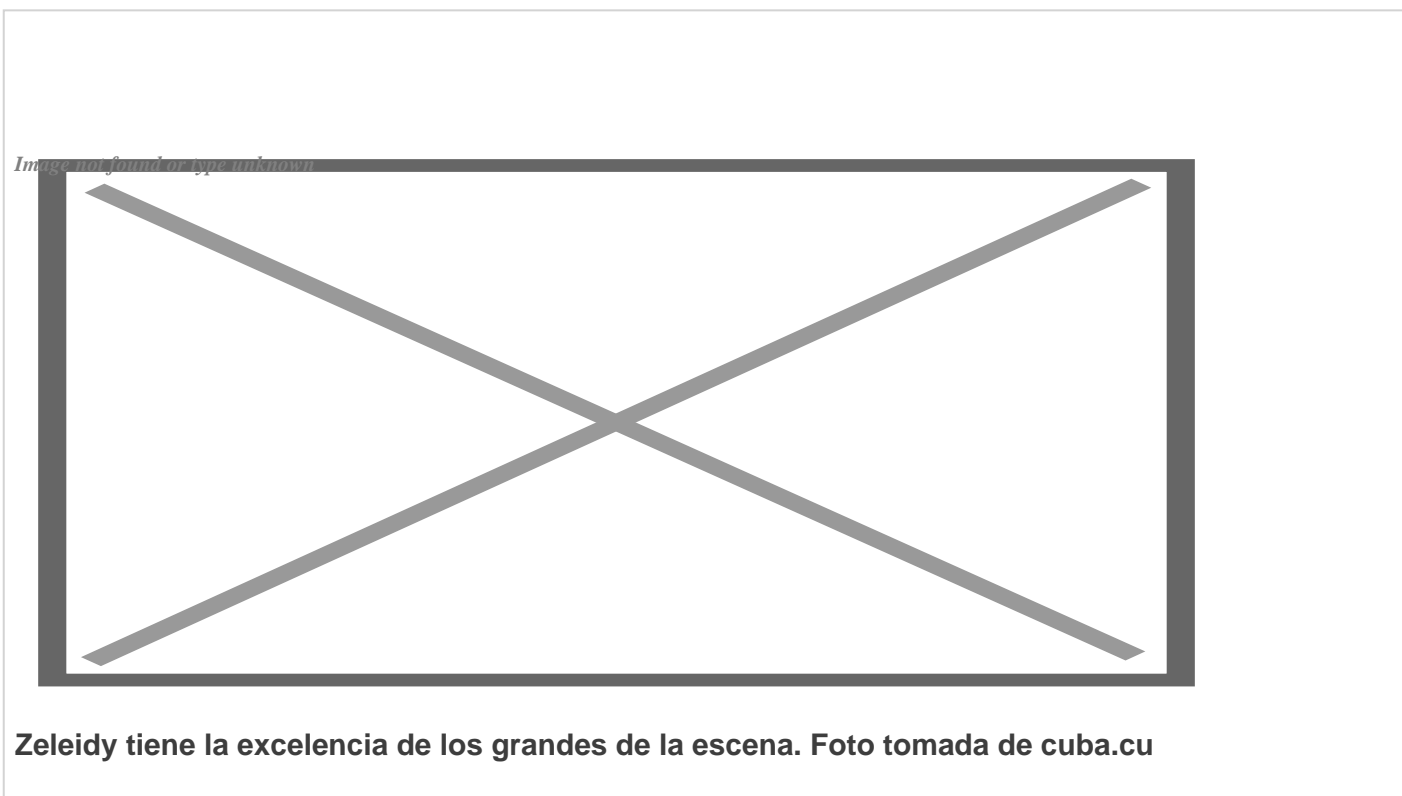 Image not found or type unknown
Zeleidy tiene la excelencia de los grandes de la escena. Foto tomada de cuba.cu